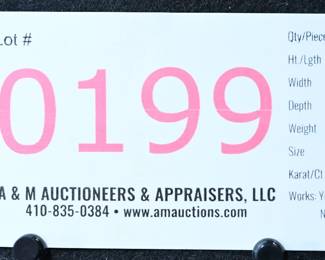 Lot #
0199
A & M AUCTIONEERS & APPRAISERS, LLC
410-835-0384 • www.amauctions.com
Qty/Piece
Ht./Lgth
Width
Depth
Weight
Size
Karat/Ct
Works: Y
N